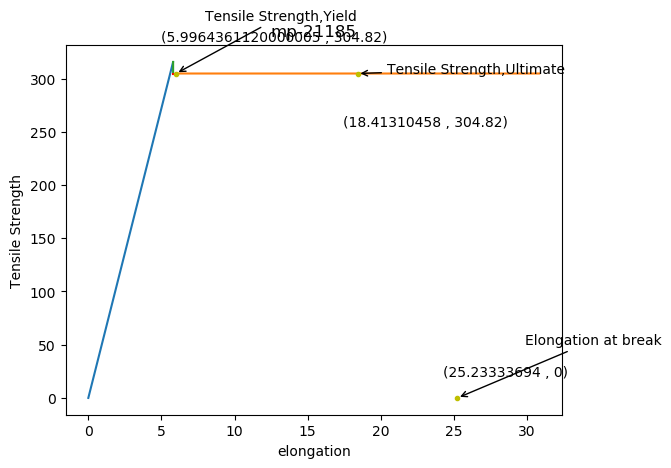 Tensile Strength,Yield
mp-21185
(5.9964361120000005 , 304.82)
Tensile Strength,Ultimate
(18.41310458 , 304.82)
Elongation at break
(25.23333694 , 0)
Tensile Strength
300
250
200
150
100
50
0
0 5 10 15 20 25 30
elongation